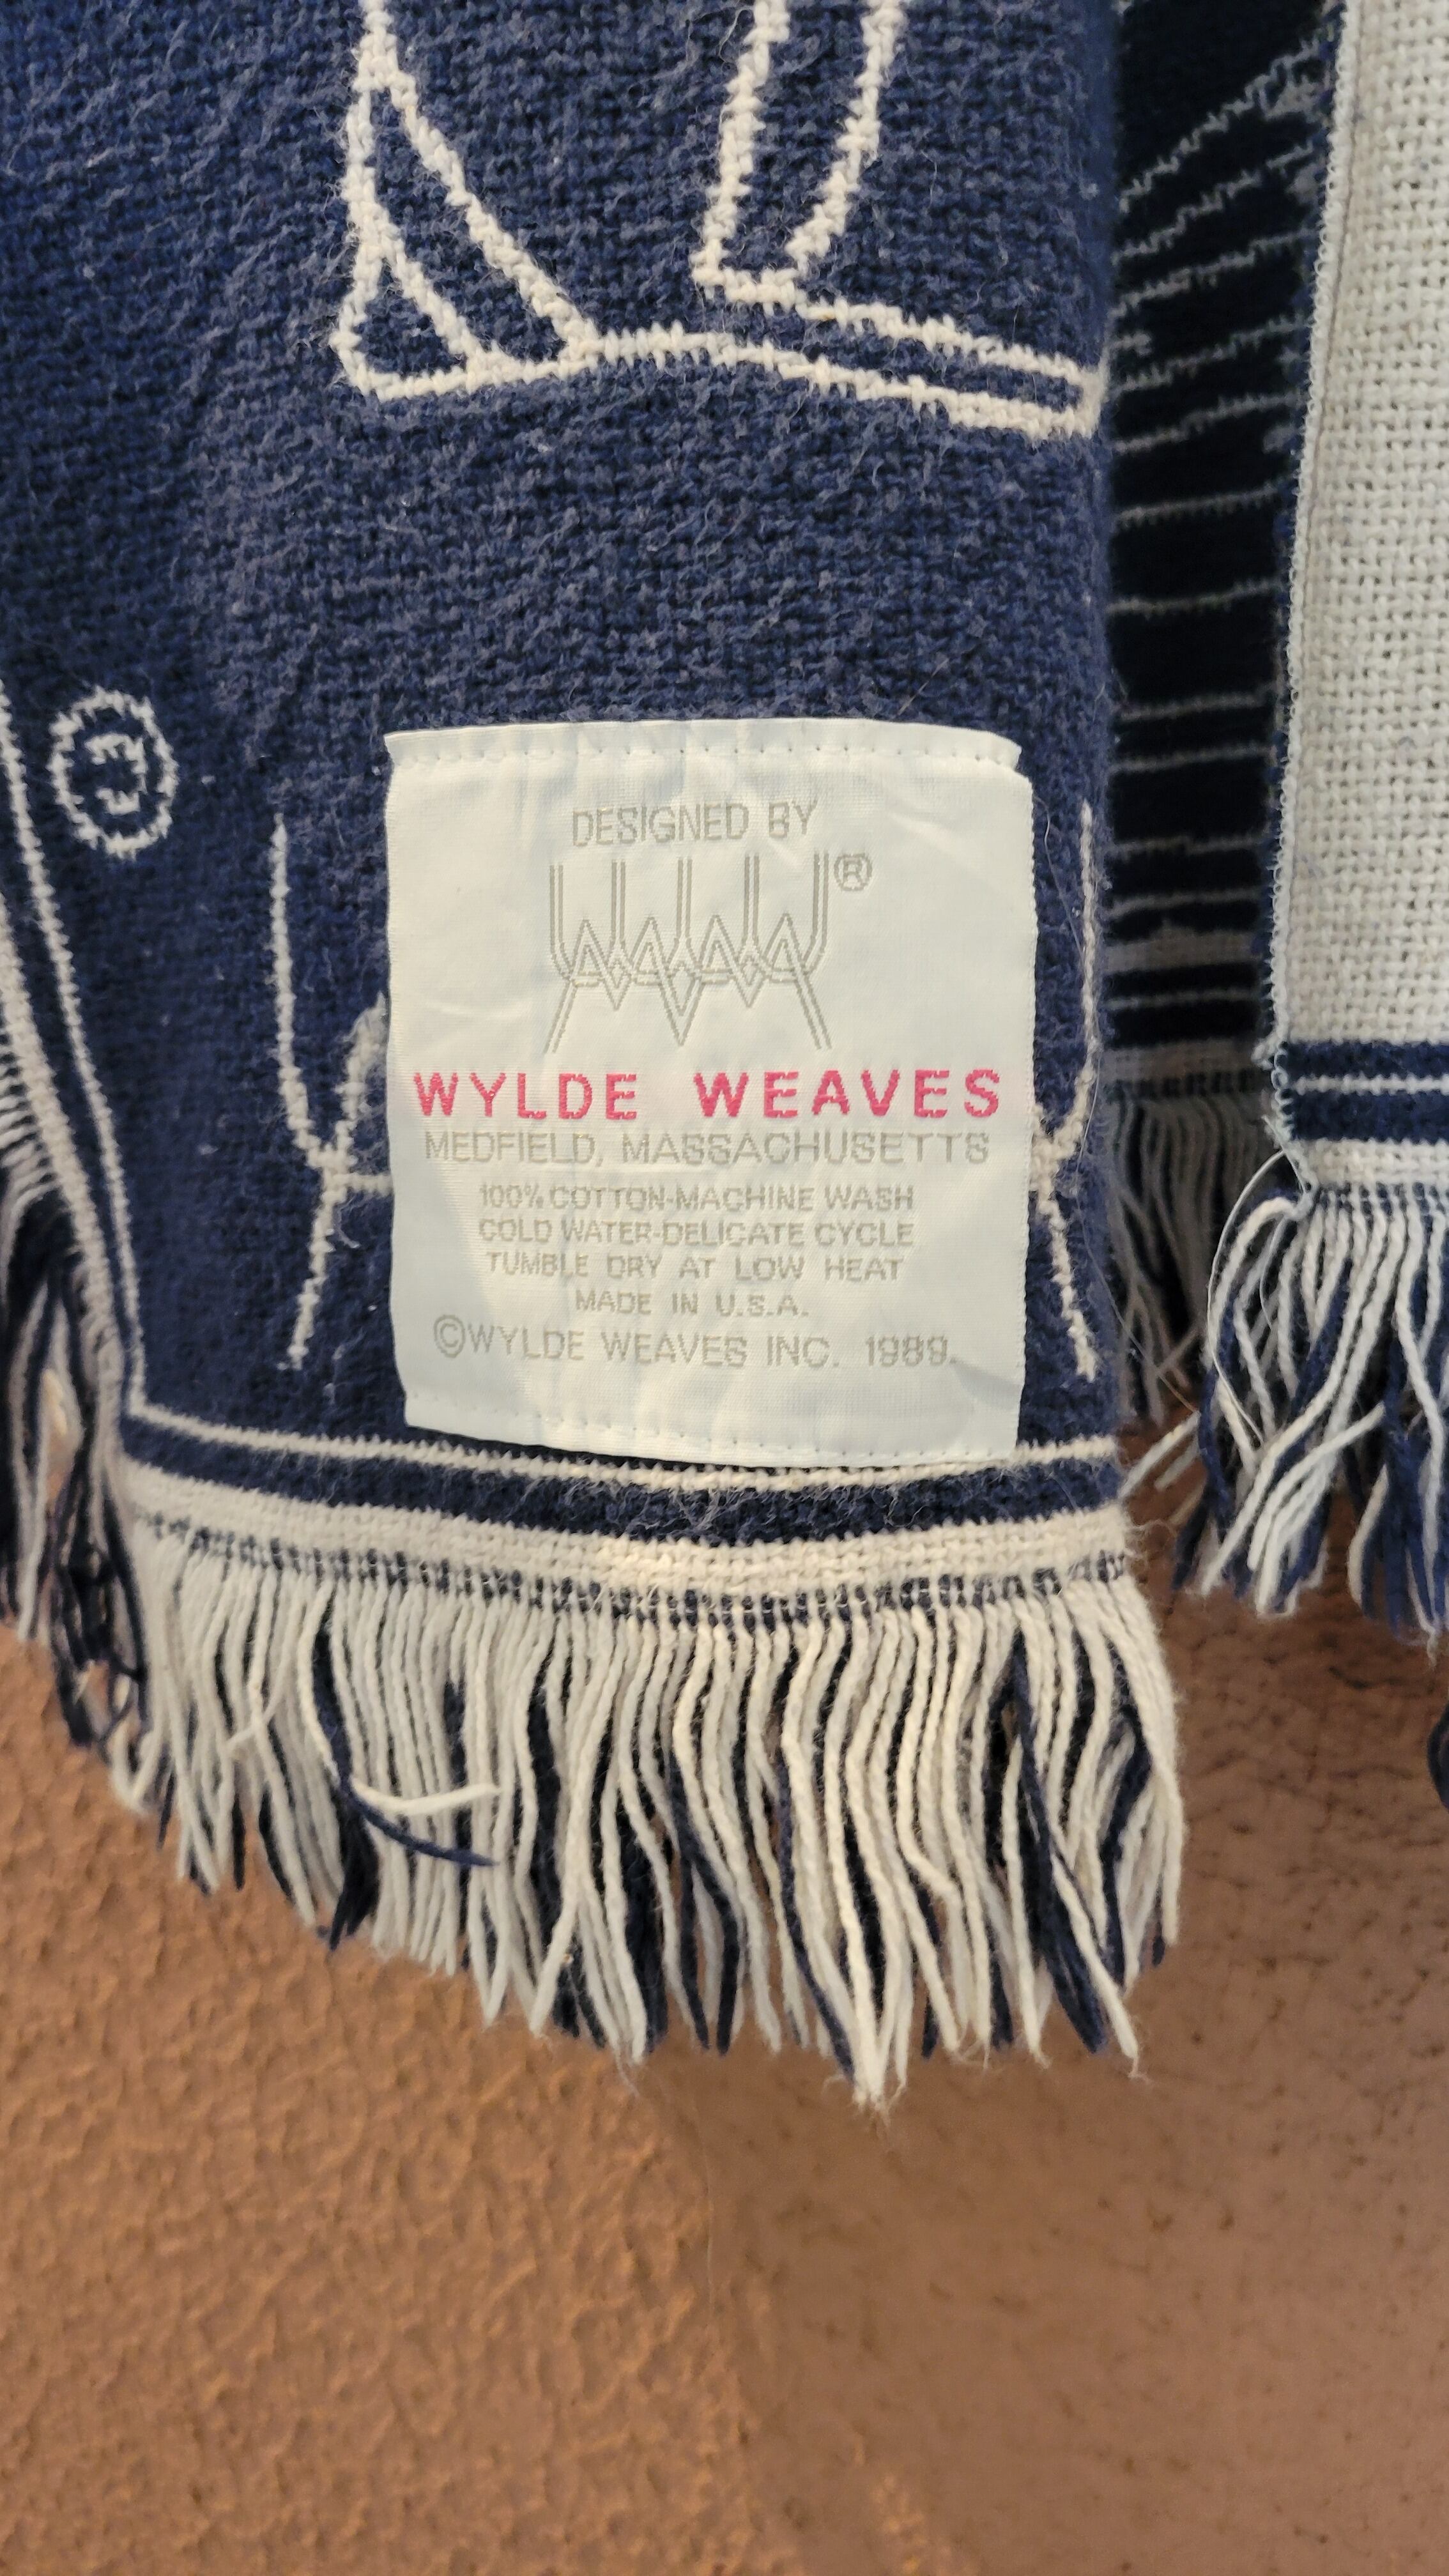 DESIGNED BY
®
WYLDE WEAVES
MEDFIELD, MASSACHUSETTS
100% COTTON-MACHINE WASH
COLD WATER-DELICATE CYCLE
TUMBLE DRY AT LOW HEAT
MADE IN U.S.A.
©WYLDE WEAVES INC. 1989.